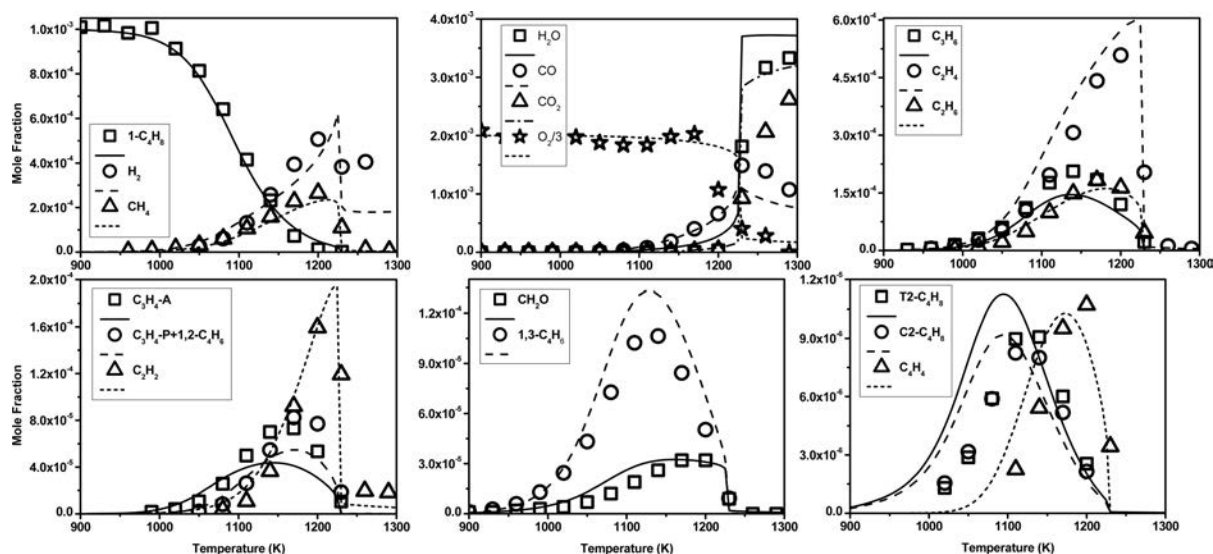 Mole Fraction
1.0x10⁻³
8.0x10⁻⁴
6.0x10⁻⁴
4.0x10⁻⁴
2.0x10⁻⁴
0.0
1-C₄H₈
H₂
CH₄
900 1000 1100 1200 1300
4.0x10⁻³
3.0x10⁻³
2.0x10⁻³
1.0x10⁻³
0.0
H₂O
CO
CO₂
O₂/3
900 1000 1100 1200 1300
6.0x10⁻⁴
4.5x10⁻⁴
3.0x10⁻⁴
1.5x10⁻⁴
0.0
C₃H₆
C₂H₄
C₂H₆
900 1000 1100 1200 1300
Mole Fraction
2.0x10⁻⁴
1.6x10⁻⁴
1.2x10⁻⁴
8.0x10⁻⁵
4.0x10⁻⁵
0.0
C₃H₄-A
C₃H₄-P+1,2-C₄H₆
C₂H₂
900 1000 1100 1200 1300
Temperature (K)
1.2x10⁻⁴
9.0x10⁻⁵
6.0x10⁻⁵
3.0x10⁻⁵
0.0
CH₂O
1,3-C₄H₆
900 1000 1100 1200 1300
Temperature (K)
1.2x10⁻⁵
9.0x10⁻⁶
6.0x10⁻⁶
3.0x10⁻⁶
0.0
T2-C₄H₈
C2-C₄H₈
C₄H₄
900 1000 1100 1200 1300
Temperature (K)